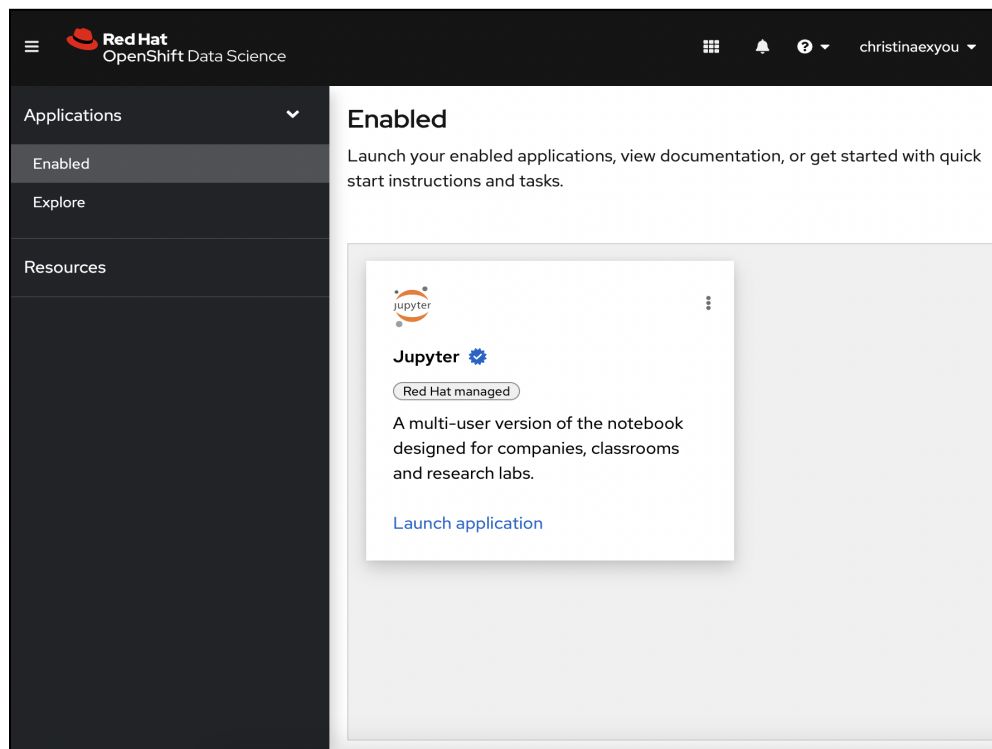 Red Hat
OpenShift Data Science
christinaexyou
Applications
Enabled
Explore
Resources
Enabled
Launch your enabled applications, view documentation, or get started with quick
start instructions and tasks.
jupyter
Jupyter
Red Hat managed
A multi-user version of the notebook
designed for companies, classrooms
and research labs.
Launch application